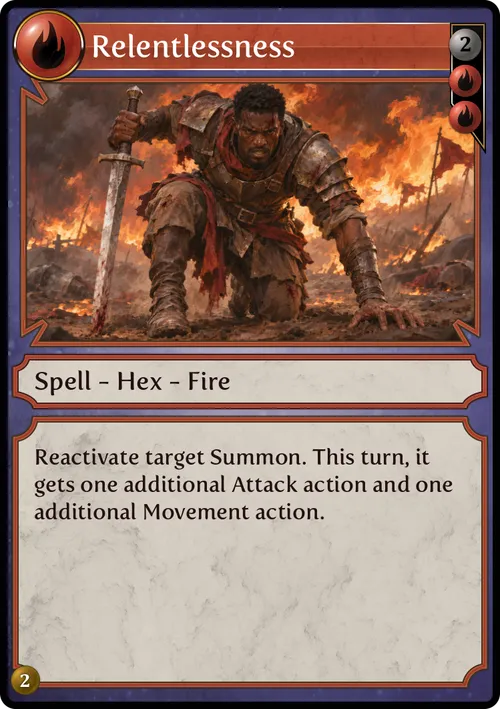 Relentlessness
2
Spell - Hex - Fire
Reactivate target Summon. This turn, it
gets one additional Attack action and one
additional Movement action.
2